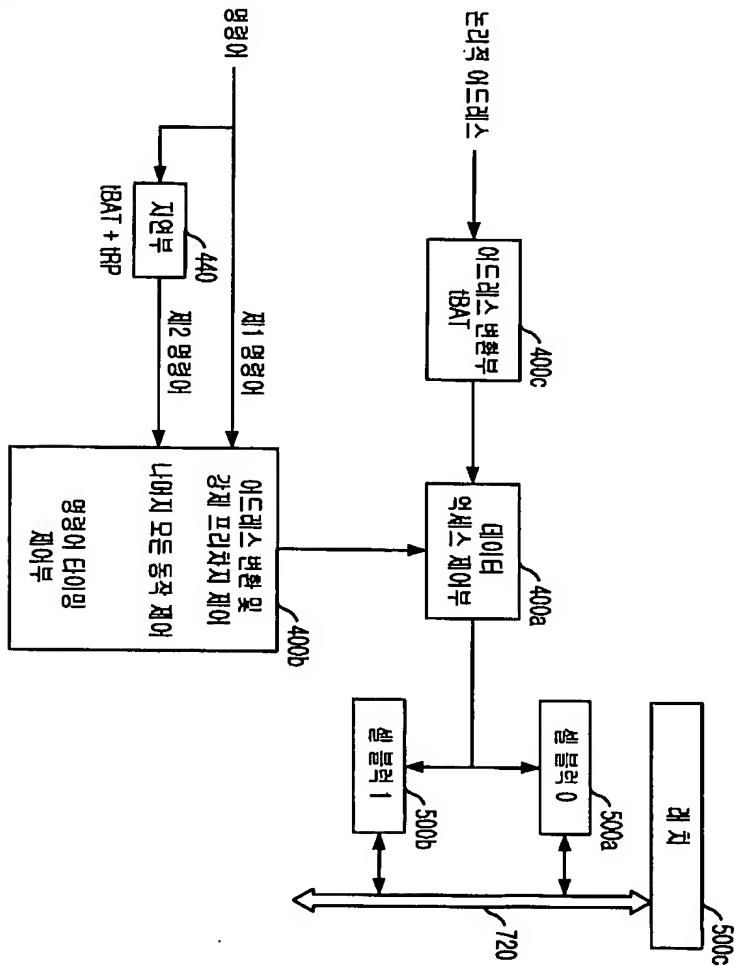 논리적 어드레스
어드레스 변환부
tBAT
400c
데이터
억세스 제어부
400a
래치
500c
셀 블럭 0
500a
셀 블럭 1
500b
720
명령어
지연부
440
tBAT + tRP
제1 명령어
제2 명령어
어드레스 변환 및
강제 프리차지 제어
나머지 모든 동작 제어
명령어 타이밍
제어부
400b